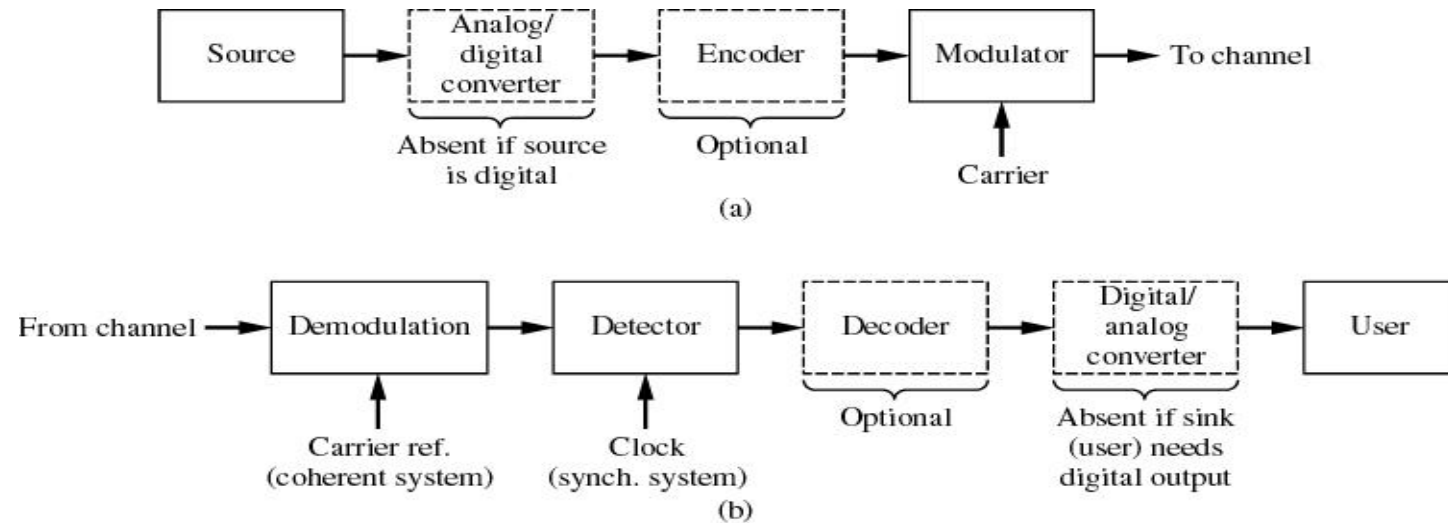 Source
Analog/
digital
converter
Encoder
Modulator
To channel
Absent if source
is digital
Optional
Carrier
(a)
From channel
Demodulation
Detector
Decoder
Digital/
analog
converter
User
Carrier ref.
(coherent system)
Clock
(synch. system)
Optional
Absent if sink
(user) needs
digital output
(b)